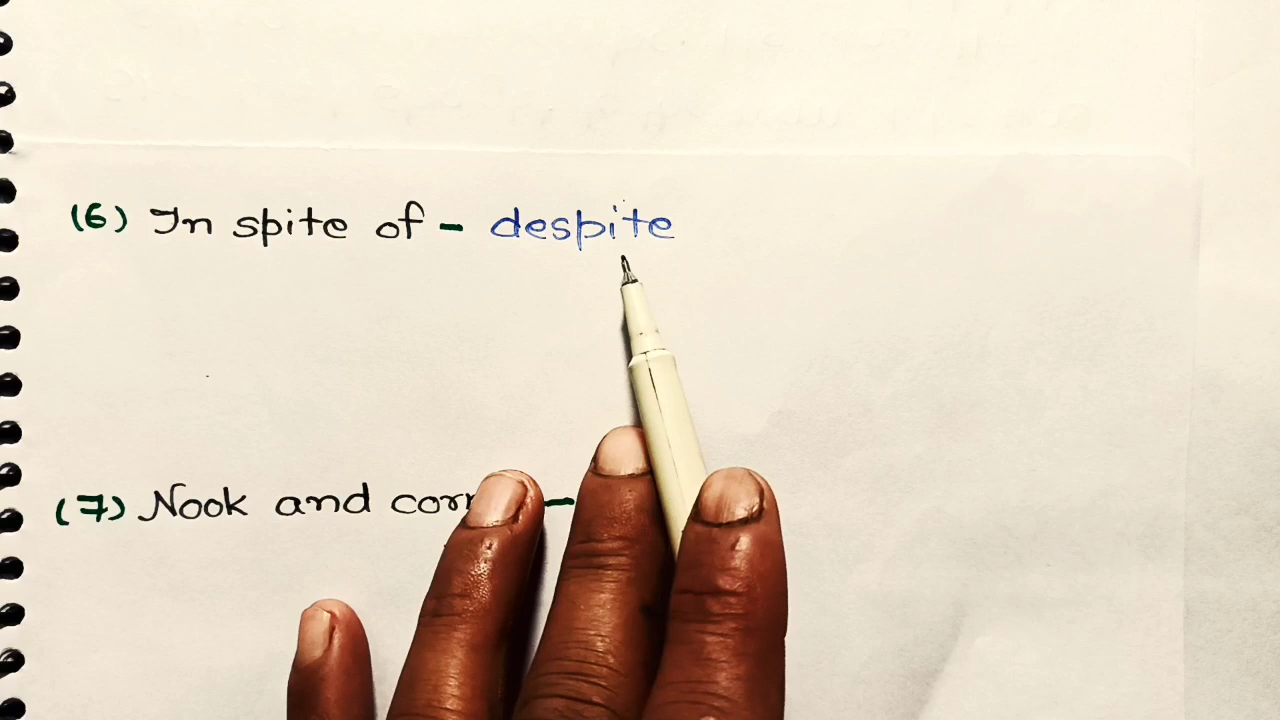 (6) In spite of - despite
(7) Nook and -